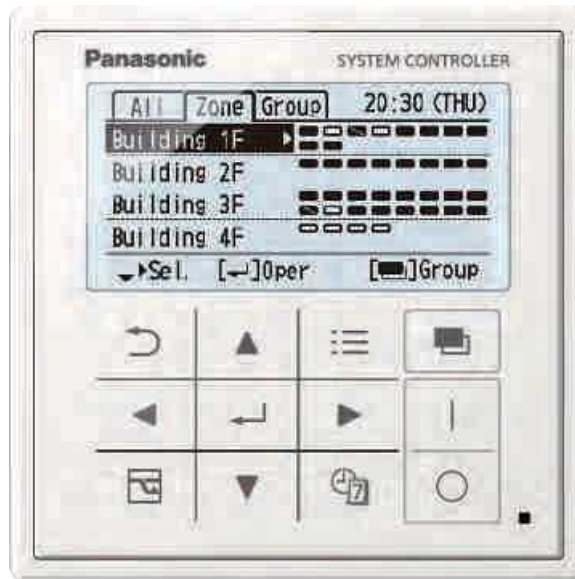 Panasonic SYSTEM CONTROLLER
All Zone Group 20:30 (THU)
Building 1F
Building 2F
Building 3F
Building 4F
Sel. [↵]Oper [ ]Group
7